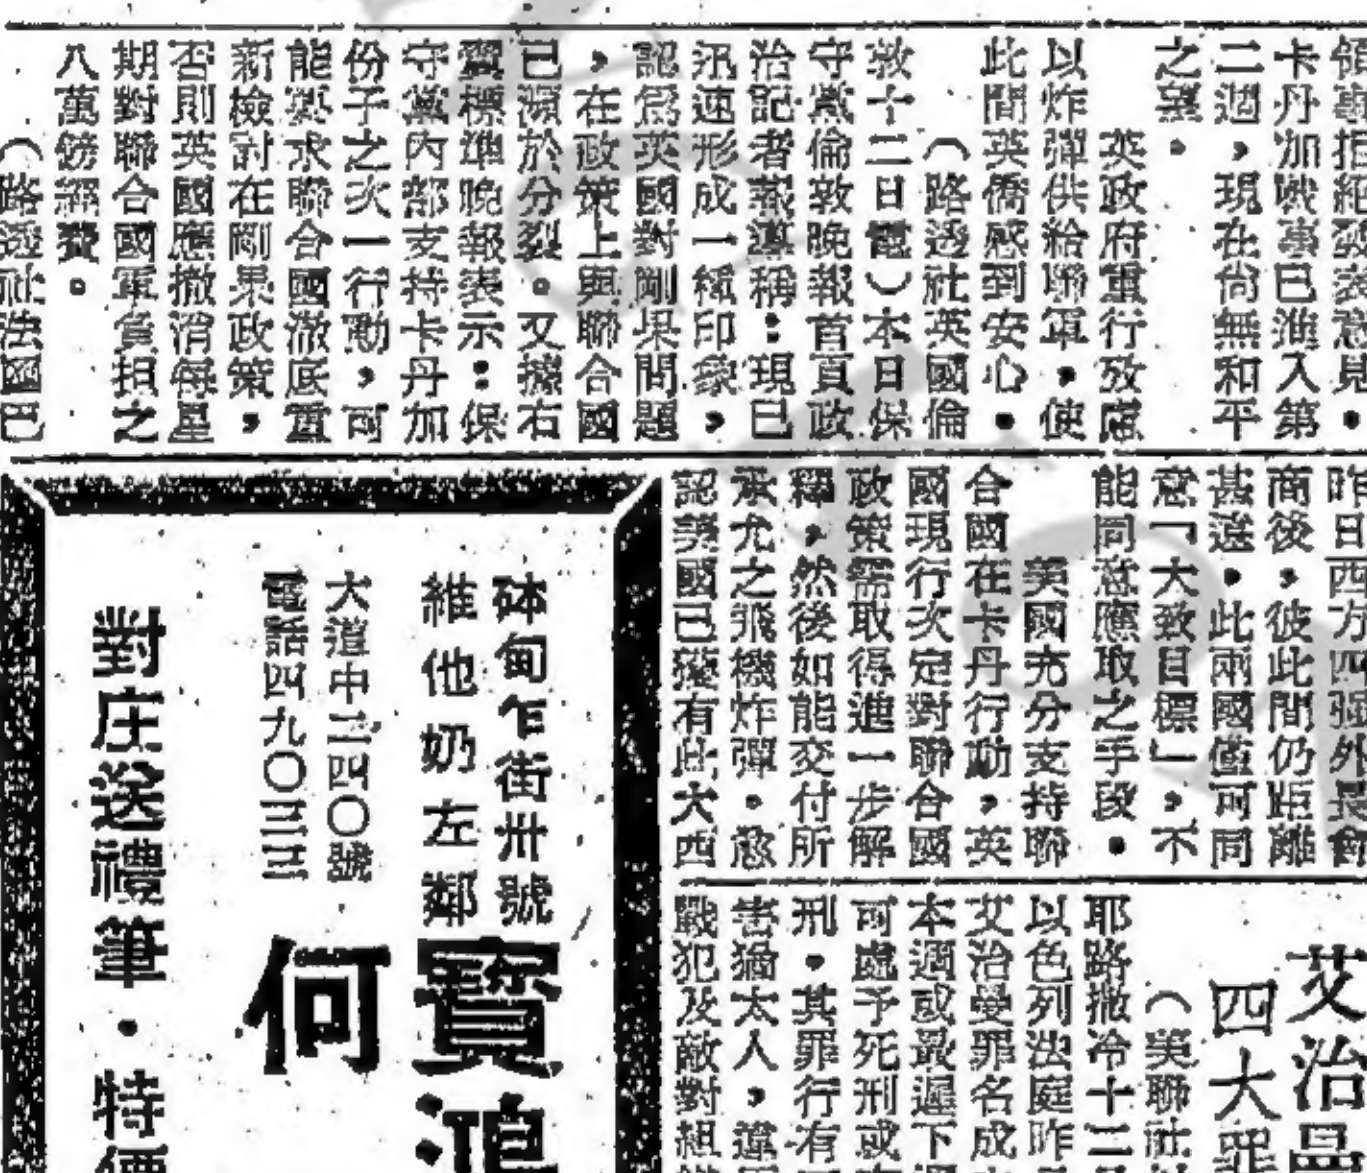 領事拒絕發表意見。
卡丹加戰事已進入第
二週，現在尙無和平
之望。
英政府重行攷慮
以炸彈供給聯軍，使
此間英僑感到安心。
（路透社英國倫
敦十二日電）本日保
守黨倫敦晚報首頁政
治記者報導稱：現已
汛速形成一種印象，
認爲英國對剛果問題
，在政策上與聯合國
已瀕於分裂。又據右
翼標準晚報表示：保
守黨內部支持卡丹加
份子之次一行動，可
能要求聯合國澈底重
新檢討在剛果政策，
否則英國應撤消每星
期對聯合國軍負担之
八萬鎊經費。
（路透社法國巴
昨日西方四强外長會
商後，彼此間仍距離
甚遠。此兩國僅可同
意「大致目標」，不
能同意應取之手段。
美國充分支持聯
合國在卡丹行動，英
國現行次定對聯合國
政策需取得進一步解
釋，然後如能交付所
承允之飛機炸彈。
認美國已獲有此大西
艾治曼
四大罪
（美聯社
耶路撒冷十二
以色列法庭昨
艾治曼罪名成
本週或最遲下
可處予死刑或
刑。其罪行有
害猶太人，違
戰犯及敵對組
砵甸乍街卅號
維他奶左鄰
大道中二四〇號
電話四九〇三三
寶鴻
何
對庄送禮筆·特價